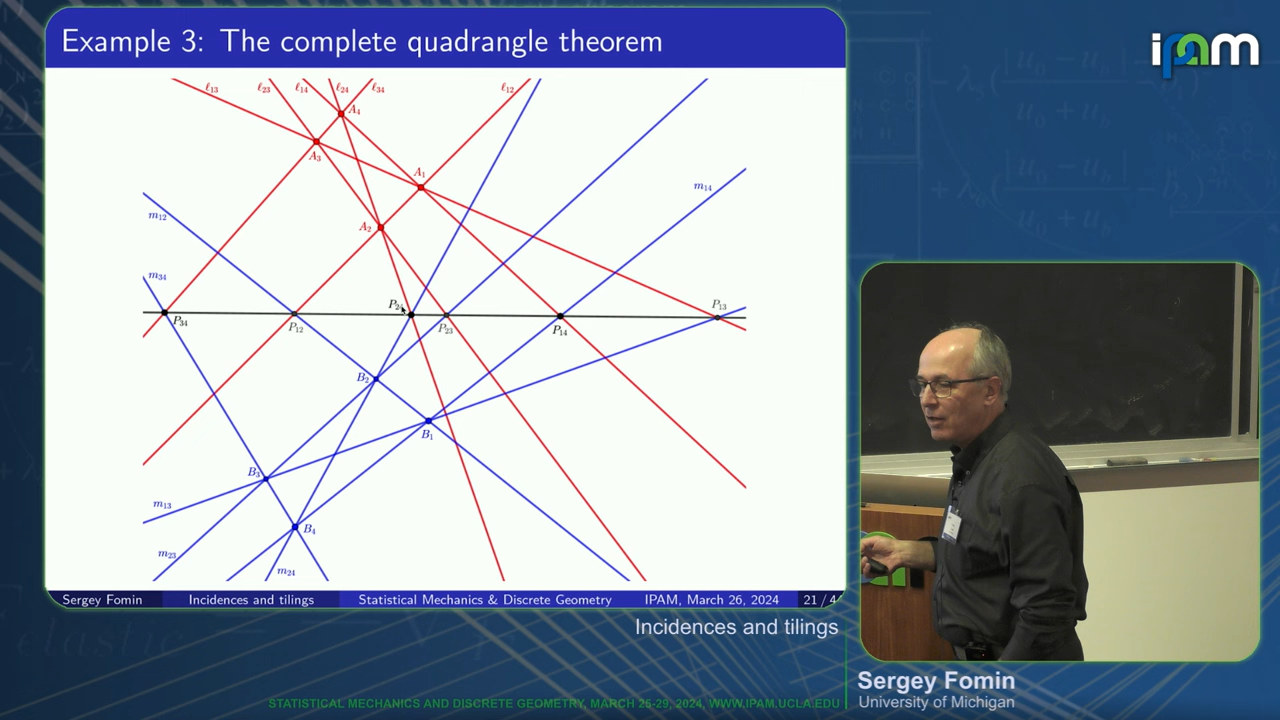 Example 3: The complete quadrangle theorem
ipam
ℓ13 ℓ23 ℓ14 ℓ24 ℓ34 ℓ12
A4
A3
A1
m14
m12
A2
m34
P34 P12 P24 P23 P14 P13
B2
B1
B3
m13
B4
m23
m24
Sergey Fomin Incidences and tilings Statistical Mechanics & Discrete Geometry IPAM, March 26, 2024 21 / 4
Incidences and tilings
Sergey Fomin
University of Michigan
STATISTICAL MECHANICS AND DISCRETE GEOMETRY, MARCH 25-29, 2024, WWW.IPAM.UCLA.EDU